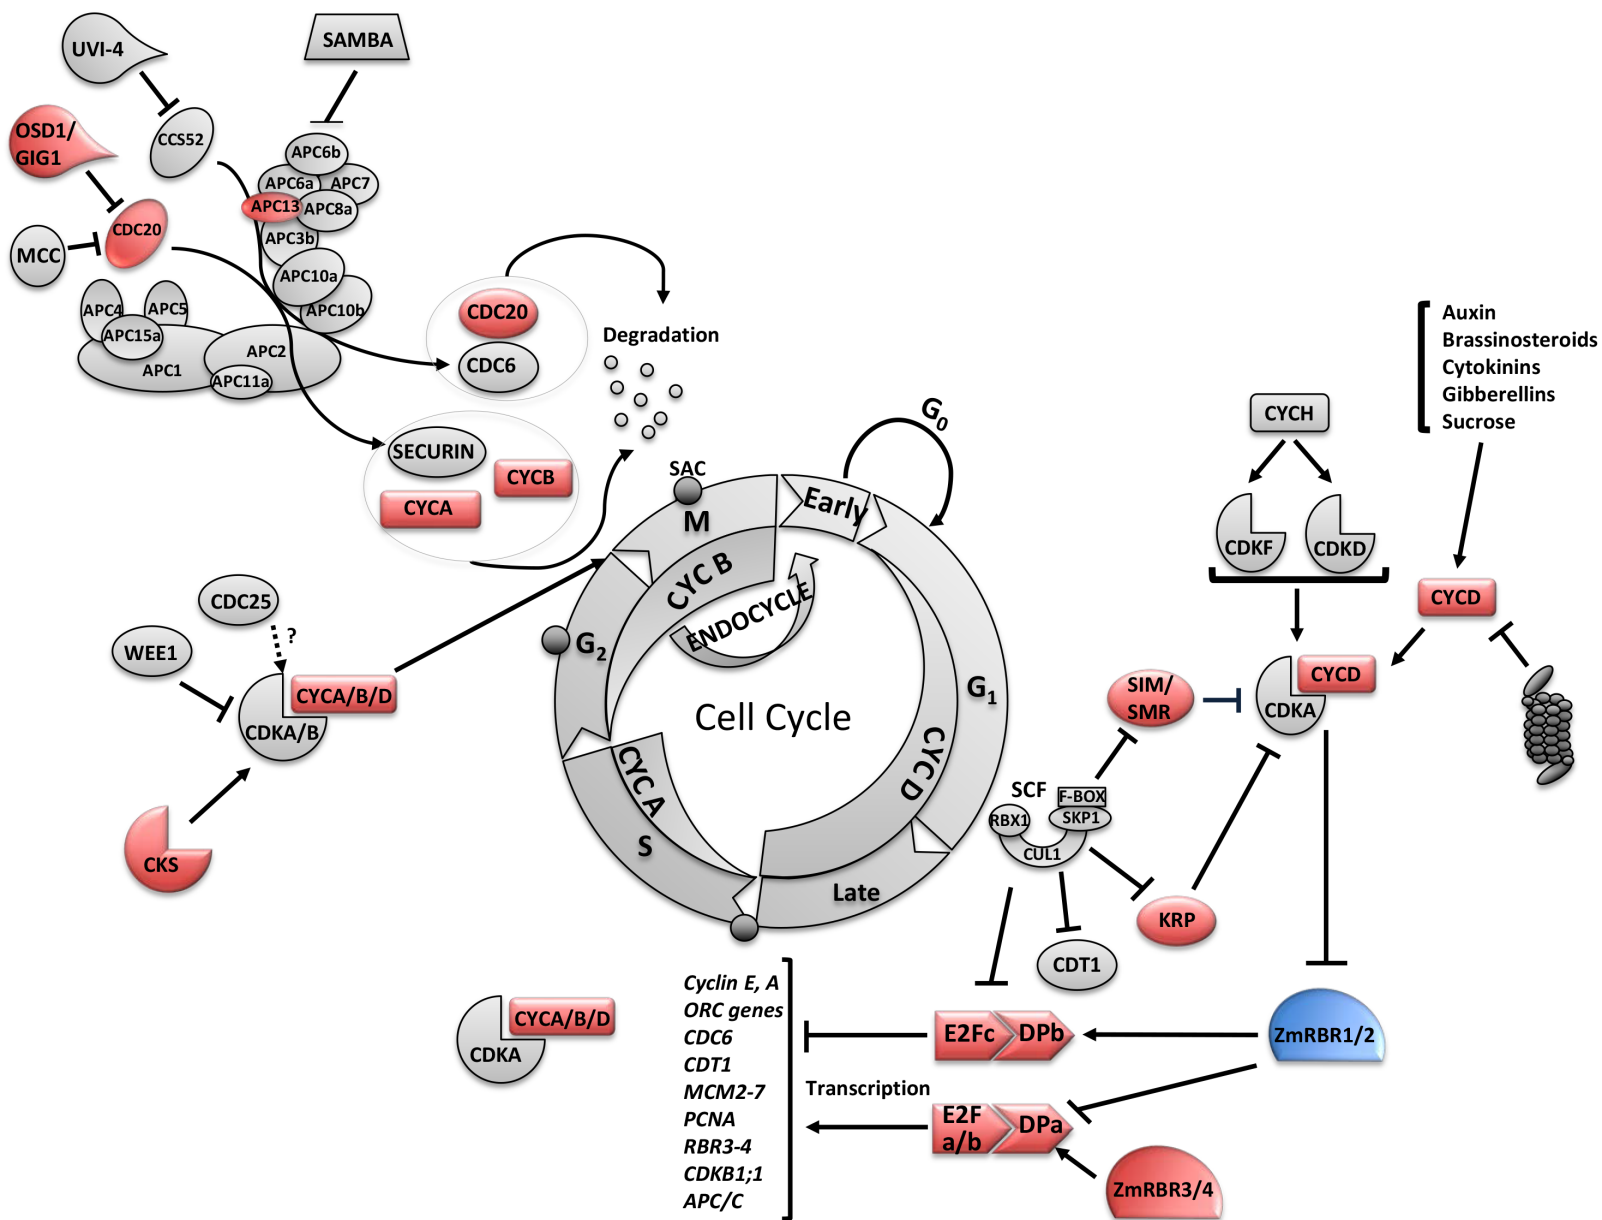 UVI-4
SAMBA
OSD1/
GIG1
CCS52
APC6b
APC6a
APC7
APC13
APC8a
CDC20
MCC
APC3b
APC10a
APC10b
APC4
APC5
APC15a
APC2
APC1
APC11a
CDC20
CDC6
Degradation
SECURIN
CYCB
CYCA
Auxin
Brassinosteroids
Cytokinins
Gibberellins
Sucrose
CYCH
CDKF
CDKD
CYCD
G0
SAC
M
Early
CYC B
ENDOCYCLE
G2
G1
Cell Cycle
CYC D
CYC A
S
Late
CDC25
?
WEE1
CYCA/B/D
CDKA/B
CKS
SIM/
SMR
CYCD
CDKA
SCF
F-BOX
RBX1
SKP1
CUL1
KRP
CDT1
CYCA/B/D
CDKA
Cyclin E, A
ORC genes
CDC6
CDT1
MCM2-7
PCNA
RBR3-4
CDKB1;1
APC/C
E2Fc
DPb
ZmRBR1/2
Transcription
E2F
a/b
DPa
ZmRBR3/4